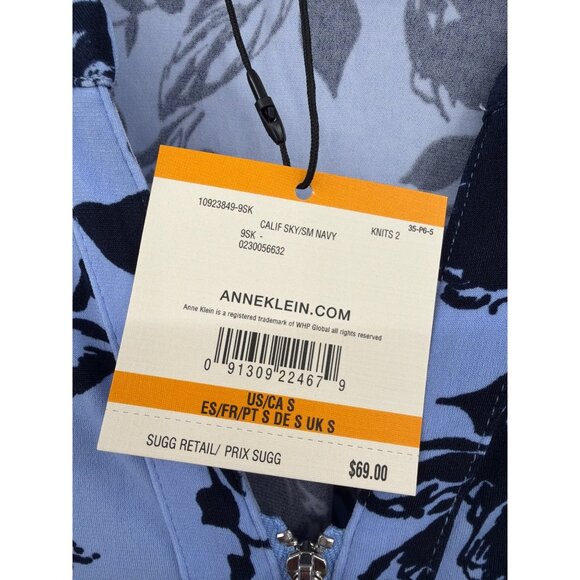 10923849-9SK
CALIF SKY/SM NAVY KNITS 2 35-P6-5
9SK -
0230056632
ANNEKLEIN.COM
Anne Klein is a registered trademark of WHP Global all rights reserved
0 91309 22467 9
US/CA S
ES/FR/PT S DE S UK S
SUGG RETAIL/ PRIX SUGG $69.00